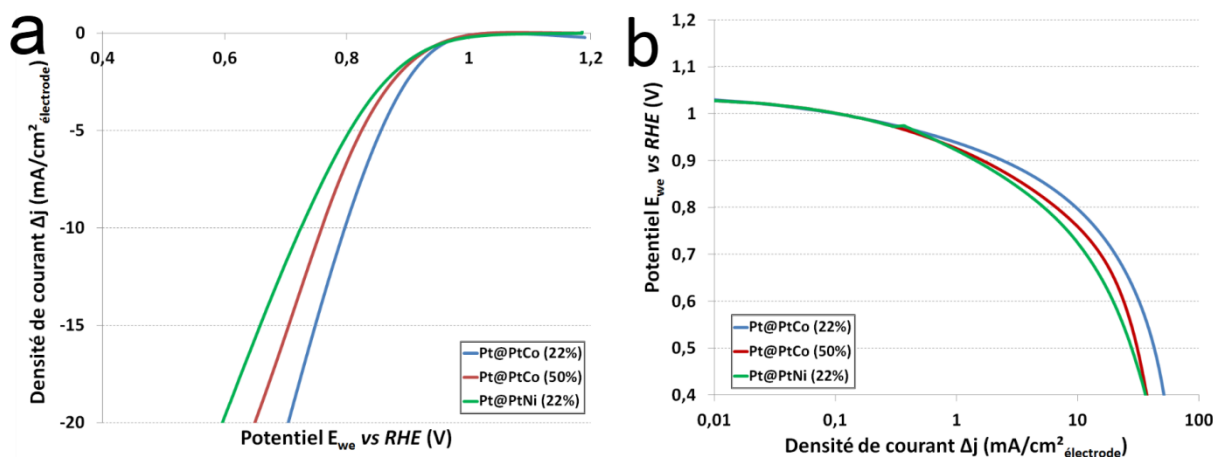 a
0
0,4
0,6
0,8
1
1,2
-5
-10
-15
-20
Densité de courant Δj (mA/cm²électrode)
Potentiel Ewe vs RHE (V)
Pt@PtCo (22%)
Pt@PtCo (50%)
Pt@PtNi (22%)
b
1,2
1,1
1
0,9
0,8
0,7
0,6
0,5
0,4
Potentiel Ewe vs RHE (V)
Pt@PtCo (22%)
Pt@PtCo (50%)
Pt@PtNi (22%)
0,01
0,1
1
10
100
Densité de courant Δj (mA/cm²électrode)